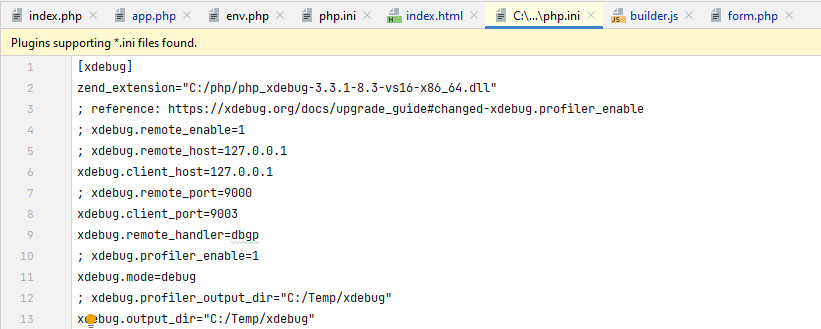 index.php app.php env.php php.ini index.html C:\...\php.ini builder.js form.php
Plugins supporting *.ini files found.
1 [xdebug]
2 zend_extension="C:/php/php_xdebug-3.3.1-8.3-vs16-x86_64.dll"
3 ; reference: https://xdebug.org/docs/upgrade_guide#changed-xdebug.profiler_enable
4 ; xdebug.remote_enable=1
5 ; xdebug.remote_host=127.0.0.1
6 xdebug.client_host=127.0.0.1
7 ; xdebug.remote_port=9000
8 xdebug.client_port=9003
9 xdebug.remote_handler=dbgp
10 ; xdebug.profiler_enable=1
11 xdebug.mode=debug
12 ; xdebug.profiler_output_dir="C:/Temp/xdebug"
13 xdebug.output_dir="C:/Temp/xdebug"